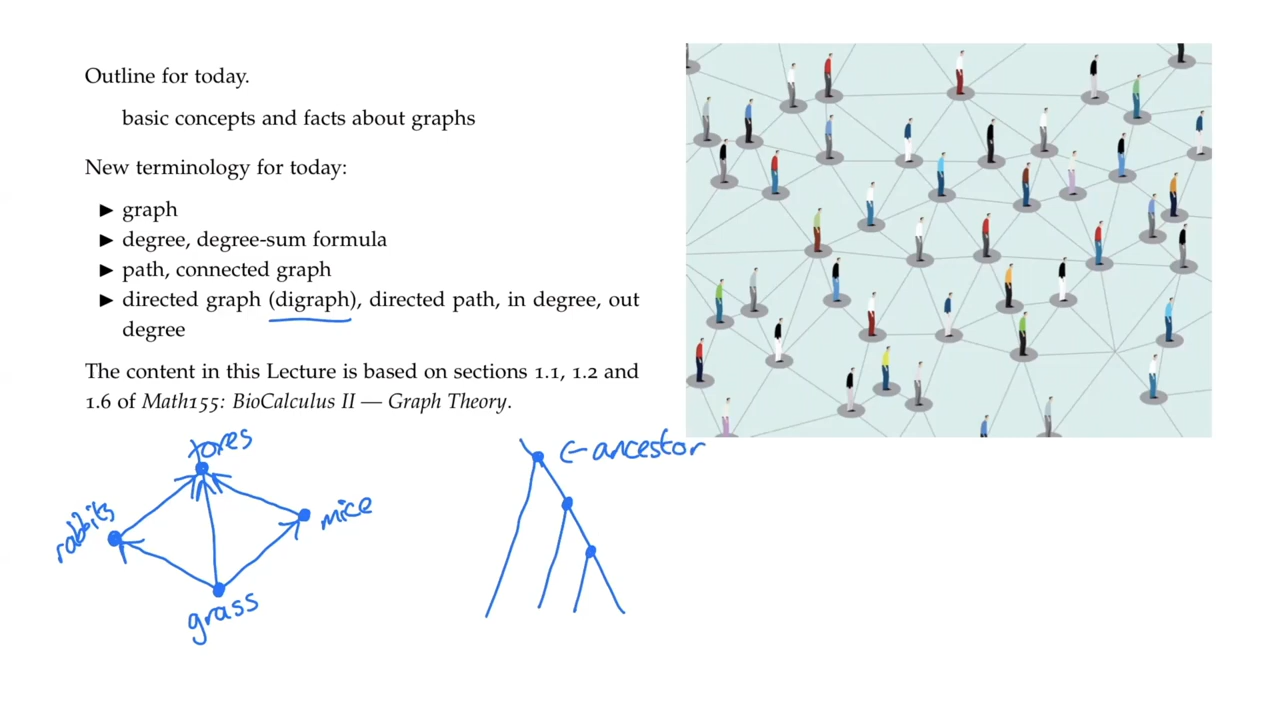 Outline for today.
basic concepts and facts about graphs
New terminology for today:
▶ graph
▶ degree, degree-sum formula
▶ path, connected graph
▶ directed graph (digraph), directed path, in degree, out
degree
The content in this Lecture is based on sections 1.1, 1.2 and
1.6 of Math155: BioCalculus II — Graph Theory.
foxes
←ancestor
rabbits
mice
grass